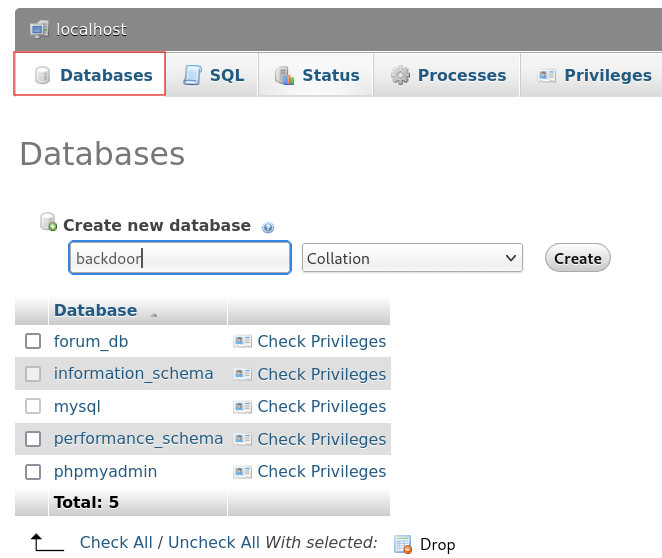 localhost
Databases SQL Status Processes Privileges
Databases
Create new database
backdoor Collation Create
Database
forum_db Check Privileges
information_schema Check Privileges
mysql Check Privileges
performance_schema Check Privileges
phpmyadmin Check Privileges
Total: 5
Check All / Uncheck All With selected: Drop